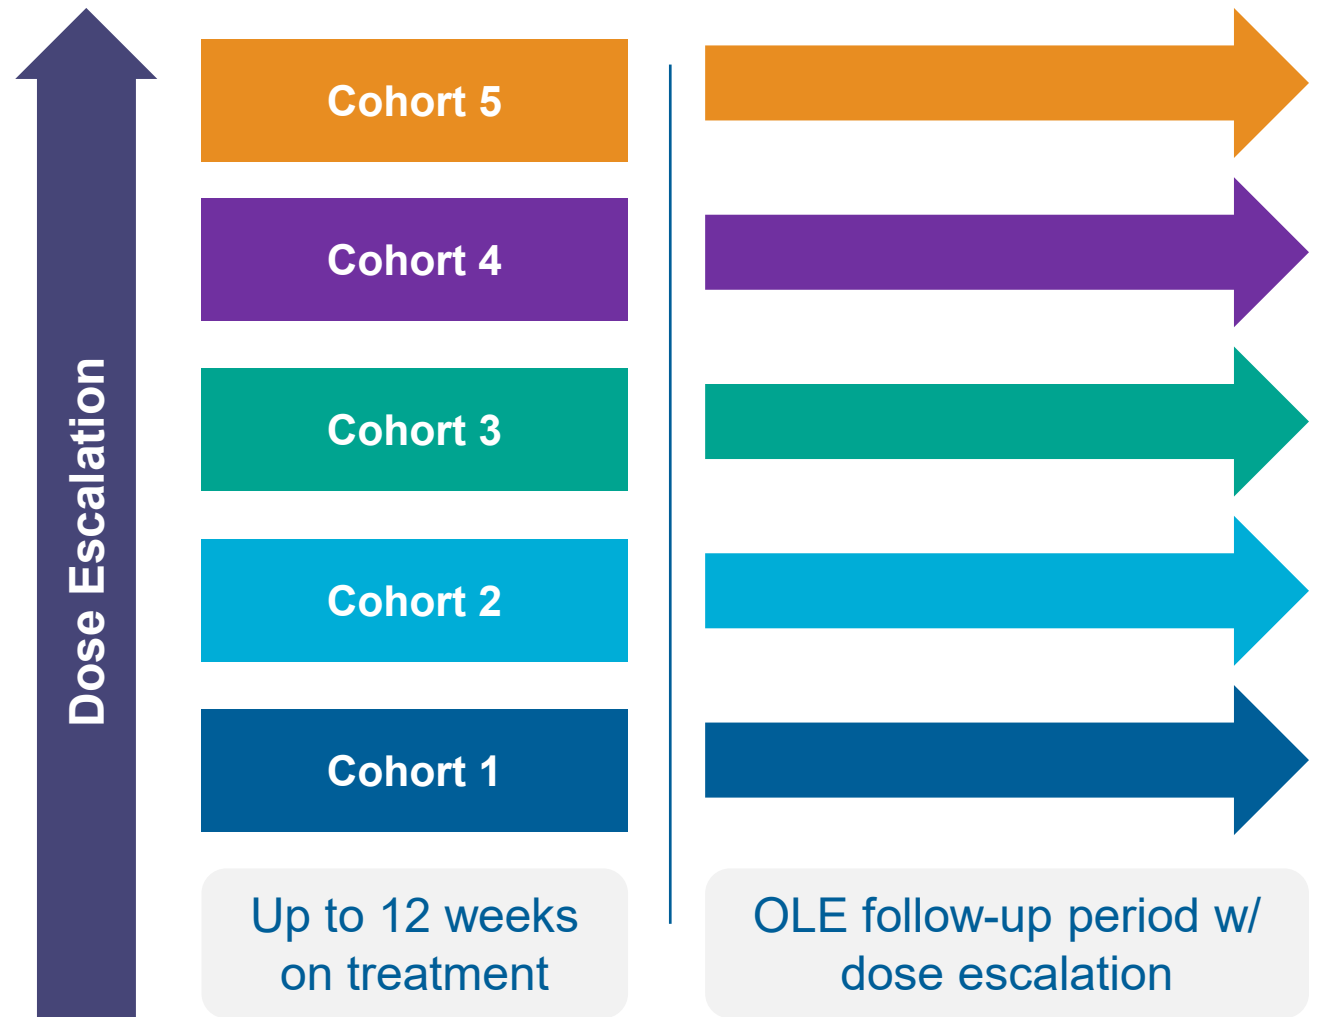 Dose Escalation
Cohort 5
Cohort 4
Cohort 3
Cohort 2
Cohort 1
Up to 12 weeks
on treatment
OLE follow-up period w/
dose escalation